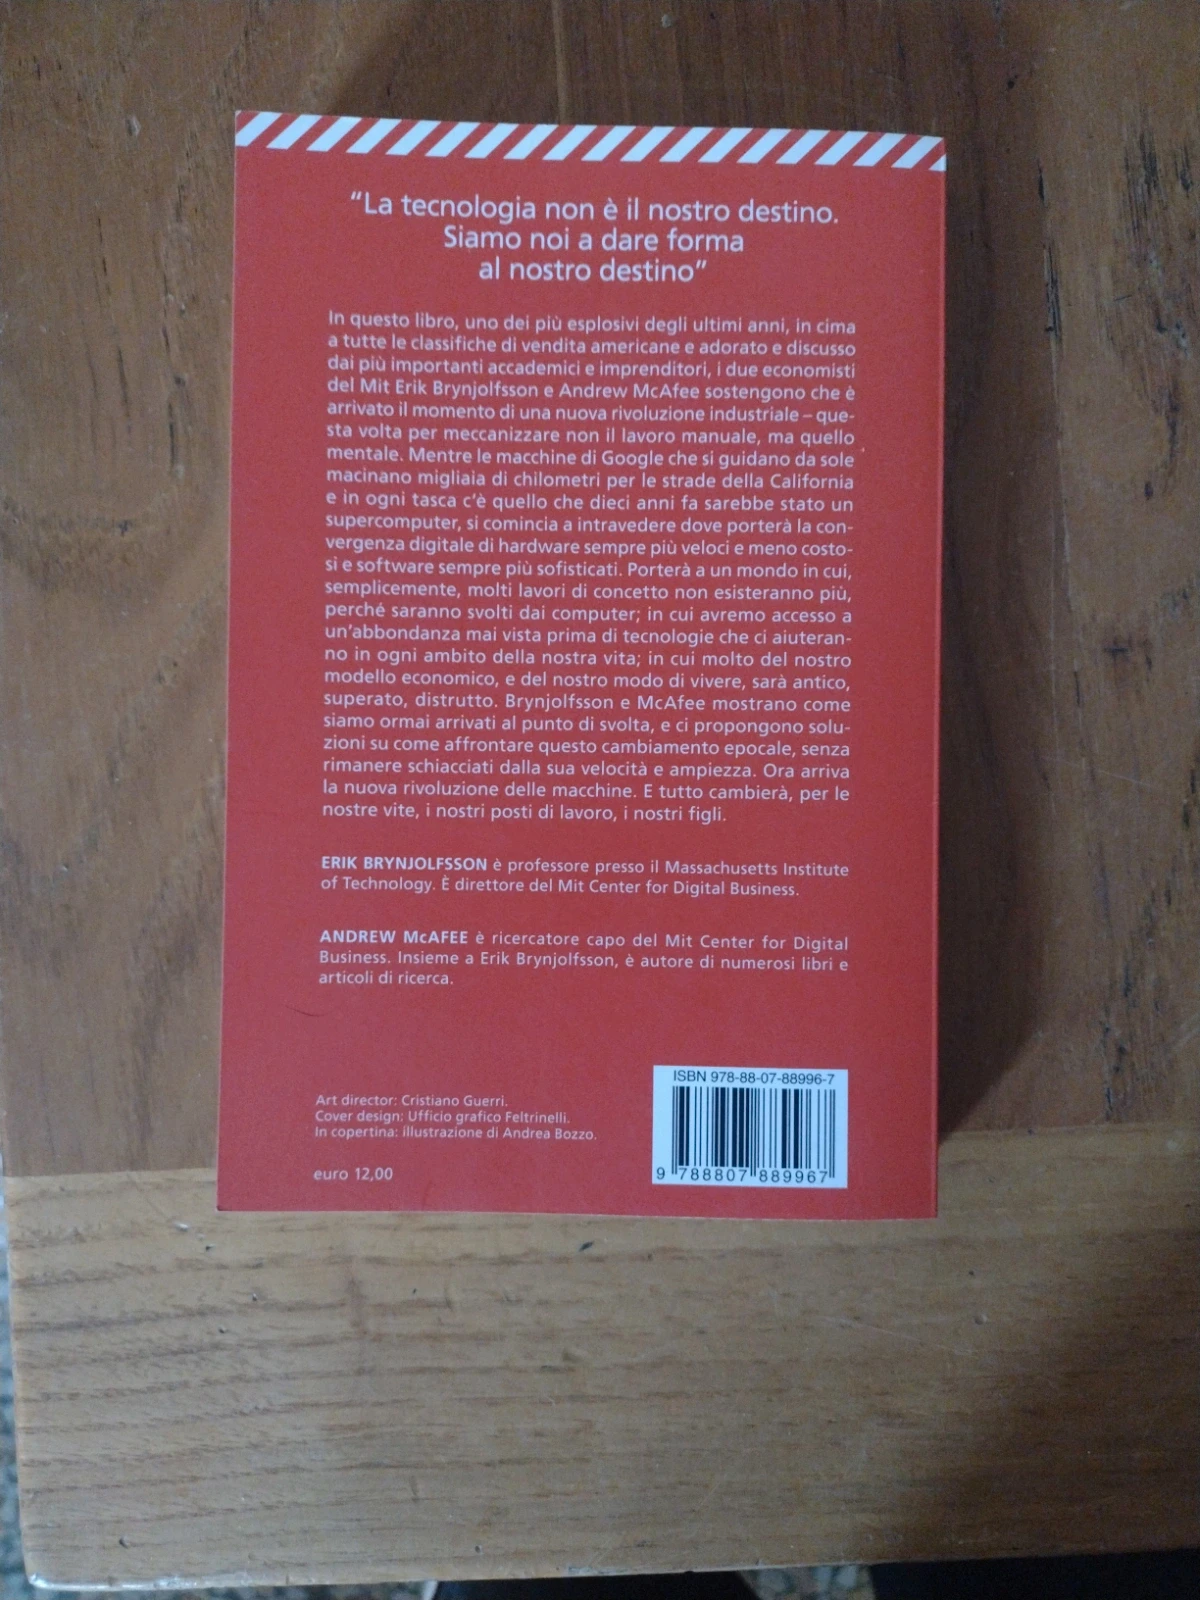 “La tecnologia non è il nostro destino.
Siamo noi a dare forma
al nostro destino”
In questo libro, uno dei più esplosivi degli ultimi anni, in cima
a tutte le classifiche di vendita americane e adorato e discusso
dai più importanti accademici e imprenditori, i due economisti
del Mit Erik Brynjolfsson e Andrew McAfee sostengono che è
arrivato il momento di una nuova rivoluzione industriale – que-
sta volta per meccanizzare non il lavoro manuale, ma quello
mentale. Mentre le macchine di Google che si guidano da sole
macinano migliaia di chilometri per le strade della California
e in ogni tasca c’è quello che dieci anni fa sarebbe stato un
supercomputer, si comincia a intravedere dove porterà la con-
vergenza digitale di hardware sempre più veloci e meno costo-
si e software sempre più sofisticati. Porterà a un mondo in cui,
semplicemente, molti lavori di concetto non esisteranno più,
perché saranno svolti dai computer; in cui avremo accesso a
un’abbondanza mai vista prima di tecnologie che ci aiuteran-
no in ogni ambito della nostra vita; in cui molto del nostro
modello economico, e del nostro modo di vivere, sarà antico,
superato, distrutto. Brynjolfsson e McAfee mostrano come
siamo ormai arrivati al punto di svolta, e ci propongono solu-
zioni su come affrontare questo cambiamento epocale, senza
rimanere schiacciati dalla sua velocità e ampiezza. Ora arriva
la nuova rivoluzione delle macchine. E tutto cambierà, per le
nostre vite, i nostri posti di lavoro, i nostri figli.
ERIK BRYNJOLFSSON è professore presso il Massachusetts Institute
of Technology. È direttore del Mit Center for Digital Business.
ANDREW McAFEE è ricercatore capo del Mit Center for Digital
Business. Insieme a Erik Brynjolfsson, è autore di numerosi libri e
articoli di ricerca.
Art director: Cristiano Guerri.
Cover design: Ufficio grafico Feltrinelli.
In copertina: illustrazione di Andrea Bozzo.
euro 12,00
ISBN 978-88-07-88996-7
9 788807 889967